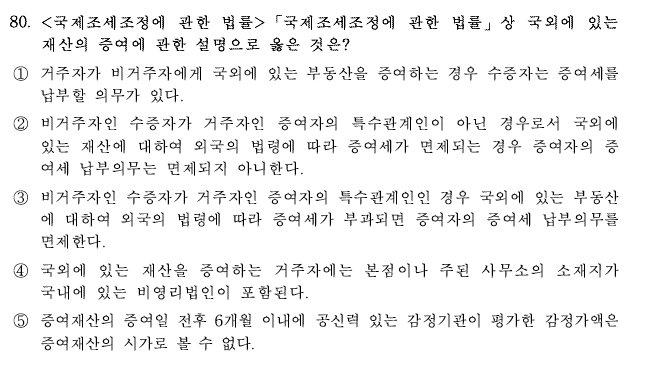 80. <국제조세조정에 관한 법률>「국제조세조정에 관한 법률」상 국외에 있는
재산의 증여에 관한 설명으로 옳은 것은?
① 거주자가 비거주자에게 국외에 있는 부동산을 증여하는 경우 수증자는 증여세를
납부할 의무가 있다.
② 비거주자인 수증자가 거주자인 증여자의 특수관계인이 아닌 경우로서 국외에
있는 재산에 대하여 외국의 법령에 따라 증여세가 면제되는 경우 증여자의 증
여세 납부의무는 면제되지 아니한다.
③ 비거주자인 수증자가 거주자인 증여자의 특수관계인인 경우 국외에 있는 부동산
에 대하여 외국의 법령에 따라 증여세가 부과되면 증여자의 증여세 납부의무를
면제한다.
④ 국외에 있는 재산을 증여하는 거주자에는 본점이나 주된 사무소의 소재지가
국내에 있는 비영리법인이 포함된다.
⑤ 증여재산의 증여일 전후 6개월 이내에 공신력 있는 감정기관이 평가한 감정가액은
증여재산의 시가로 볼 수 없다.